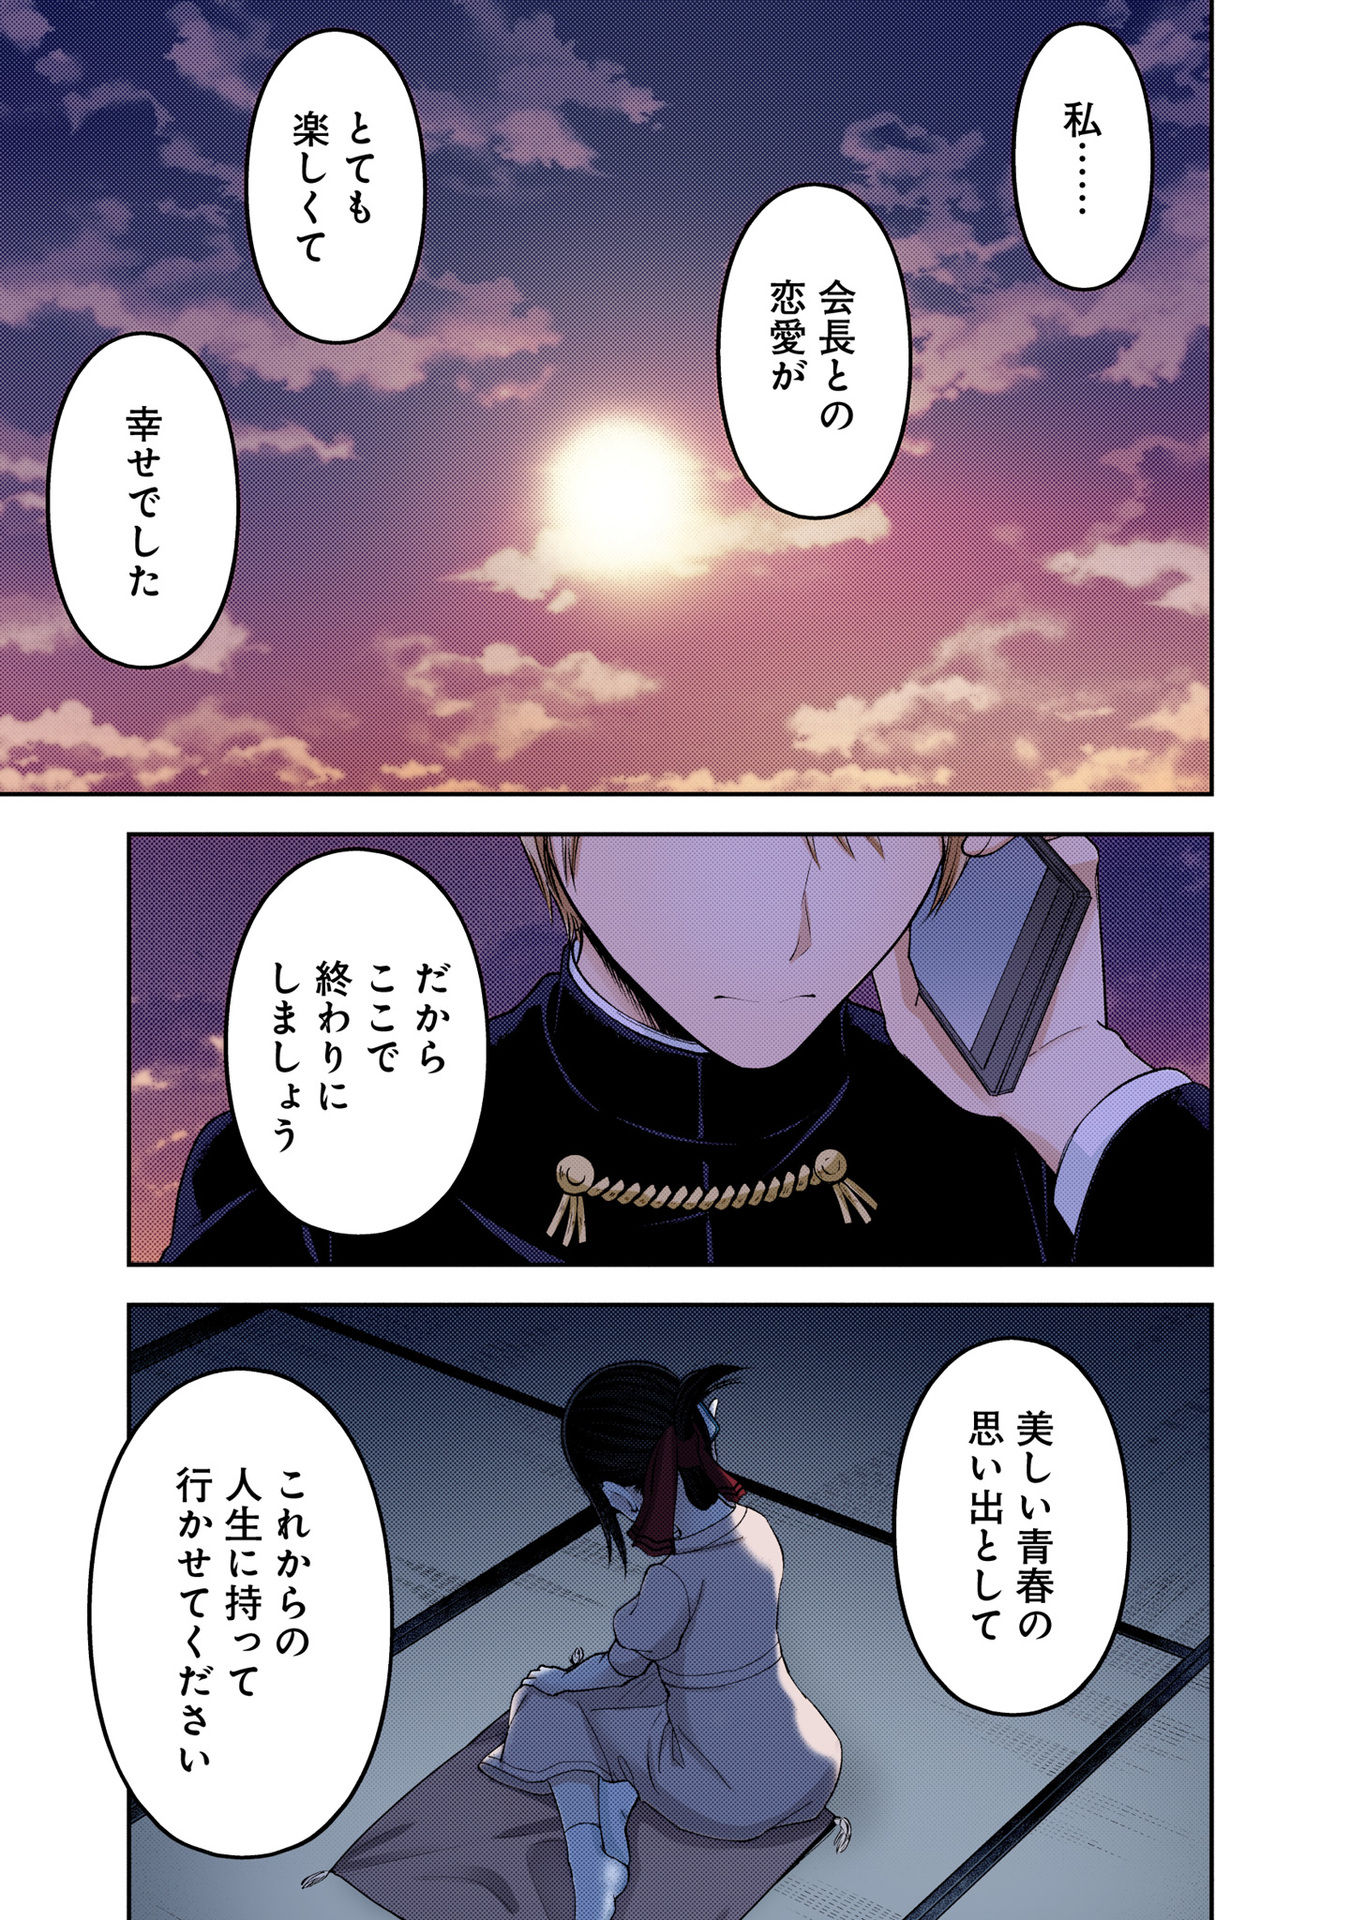 私……
会長との
恋愛が
とても
楽しくて
幸せでした
だから
ここで
終わりに
しましょう
美しい青春の
思い出として
これからの
人生に持って
行かせてください